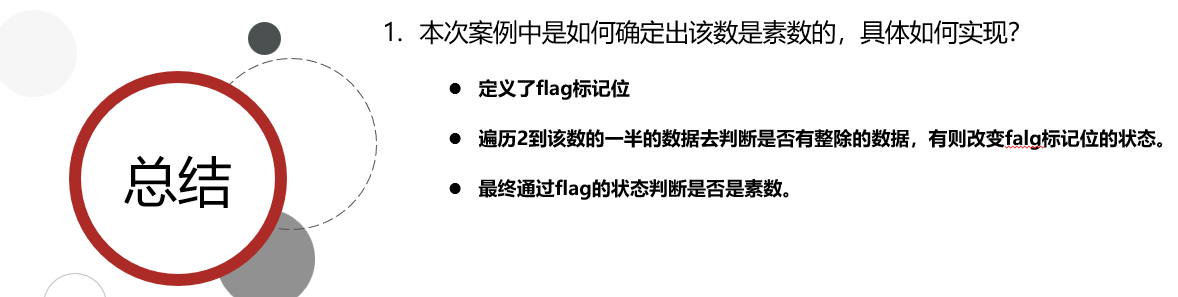 总结
1. 本次案例中是如何确定出该数是素数的，具体如何实现？
● 定义了flag标记位
● 遍历2到该数的一半的数据去判断是否有整除的数据，有则改变falg标记位的状态。
● 最终通过flag的状态判断是否是素数。